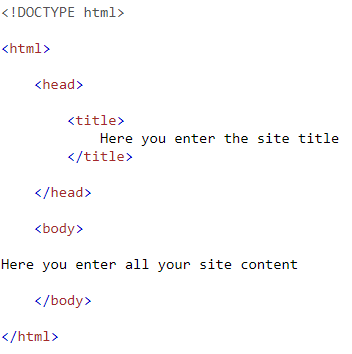 <!DOCTYPE html>
<html>
<head>
<title>
Here you enter the site title
</title>
</head>
<body>
Here you enter all your site content
</body>
</html>